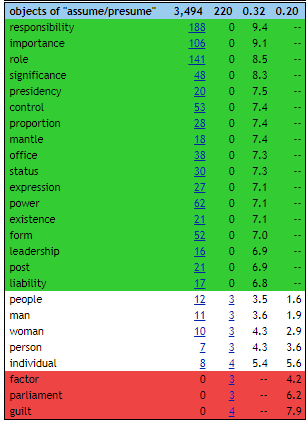 objects of "assume/presume" 3,494 220 0.32 0.20
responsibility 188 0 9.4 --
importance 106 0 9.1 --
role 141 0 8.5 --
significance 48 0 8.3 --
presidency 20 0 7.5 --
control 53 0 7.4 --
proportion 28 0 7.4 --
mantle 18 0 7.4 --
office 38 0 7.3 --
status 30 0 7.3 --
expression 27 0 7.1 --
power 62 0 7.1 --
existence 21 0 7.1 --
form 52 0 7.0 --
leadership 16 0 6.9 --
post 21 0 6.9 --
liability 17 0 6.8 --
people 12 3 3.5 1.6
man 11 3 3.6 1.9
woman 10 3 4.3 2.9
person 7 3 4.3 3.6
individual 8 4 5.4 5.6
factor 0 3 -- 4.2
parliament 0 3 -- 6.2
guilt 0 4 -- 7.9